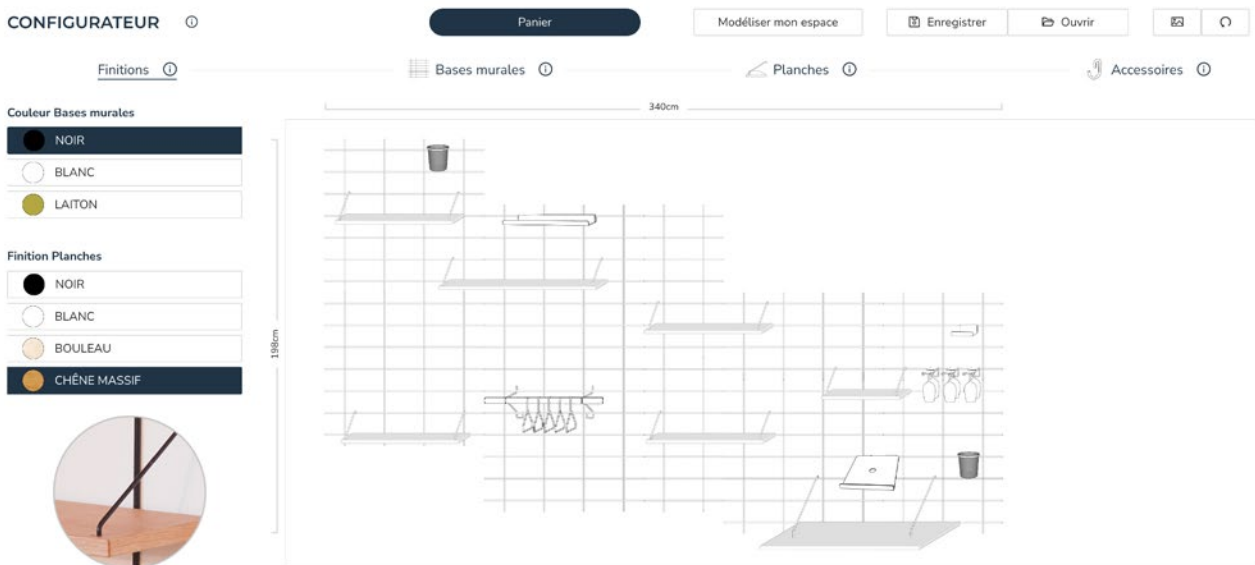 CONFIGURATEUR
Panier
Modéliser mon espace
Enregistrer
Ouvrir
Finitions
Bases murales
Planches
Accessoires
Couleur Bases murales
NOIR
BLANC
LAITON
Finition Planches
NOIR
BLANC
BOULEAU
CHÊNE MASSIF
340cm
198cm